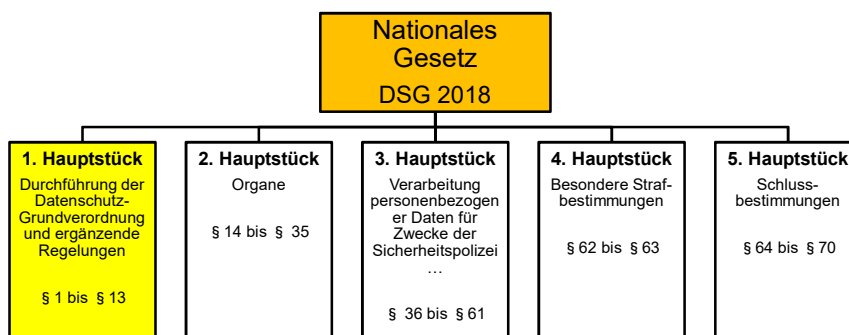 Nationales
Gesetz
DSG 2018
1. Hauptstück
Durchführung der
Datenschutz-
Grundverordnung
und ergänzende
Regelungen
§ 1 bis § 13
2. Hauptstück
Organe
§ 14 bis § 35
3. Hauptstück
Verarbeitung
personenbezogen
er Daten für
Zwecke der
Sicherheitspolizei
…
§ 36 bis § 61
4. Hauptstück
Besondere Straf-
bestimmungen
§ 62 bis § 63
5. Hauptstück
Schluss-
bestimmungen
§ 64 bis § 70